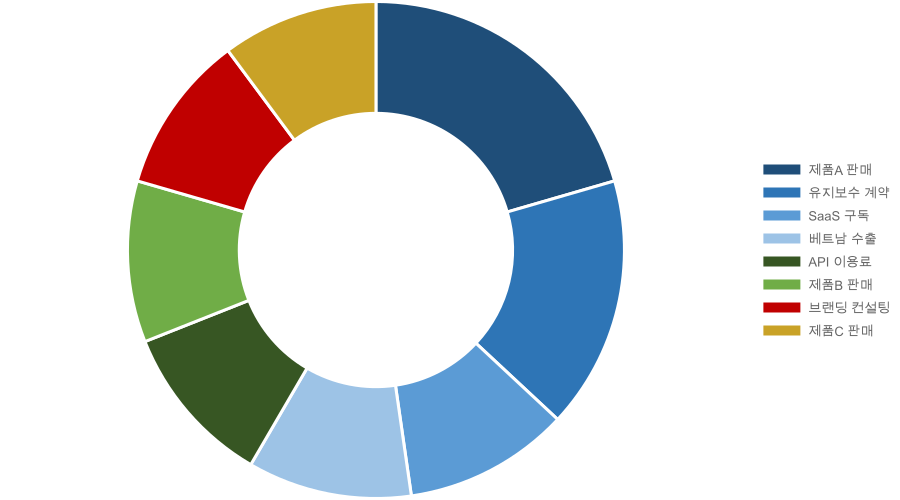 제품A 판매
유지보수 계약
SaaS 구독
베트남 수출
API 이용료
제품B 판매
브랜딩 컨설팅
제품C 판매